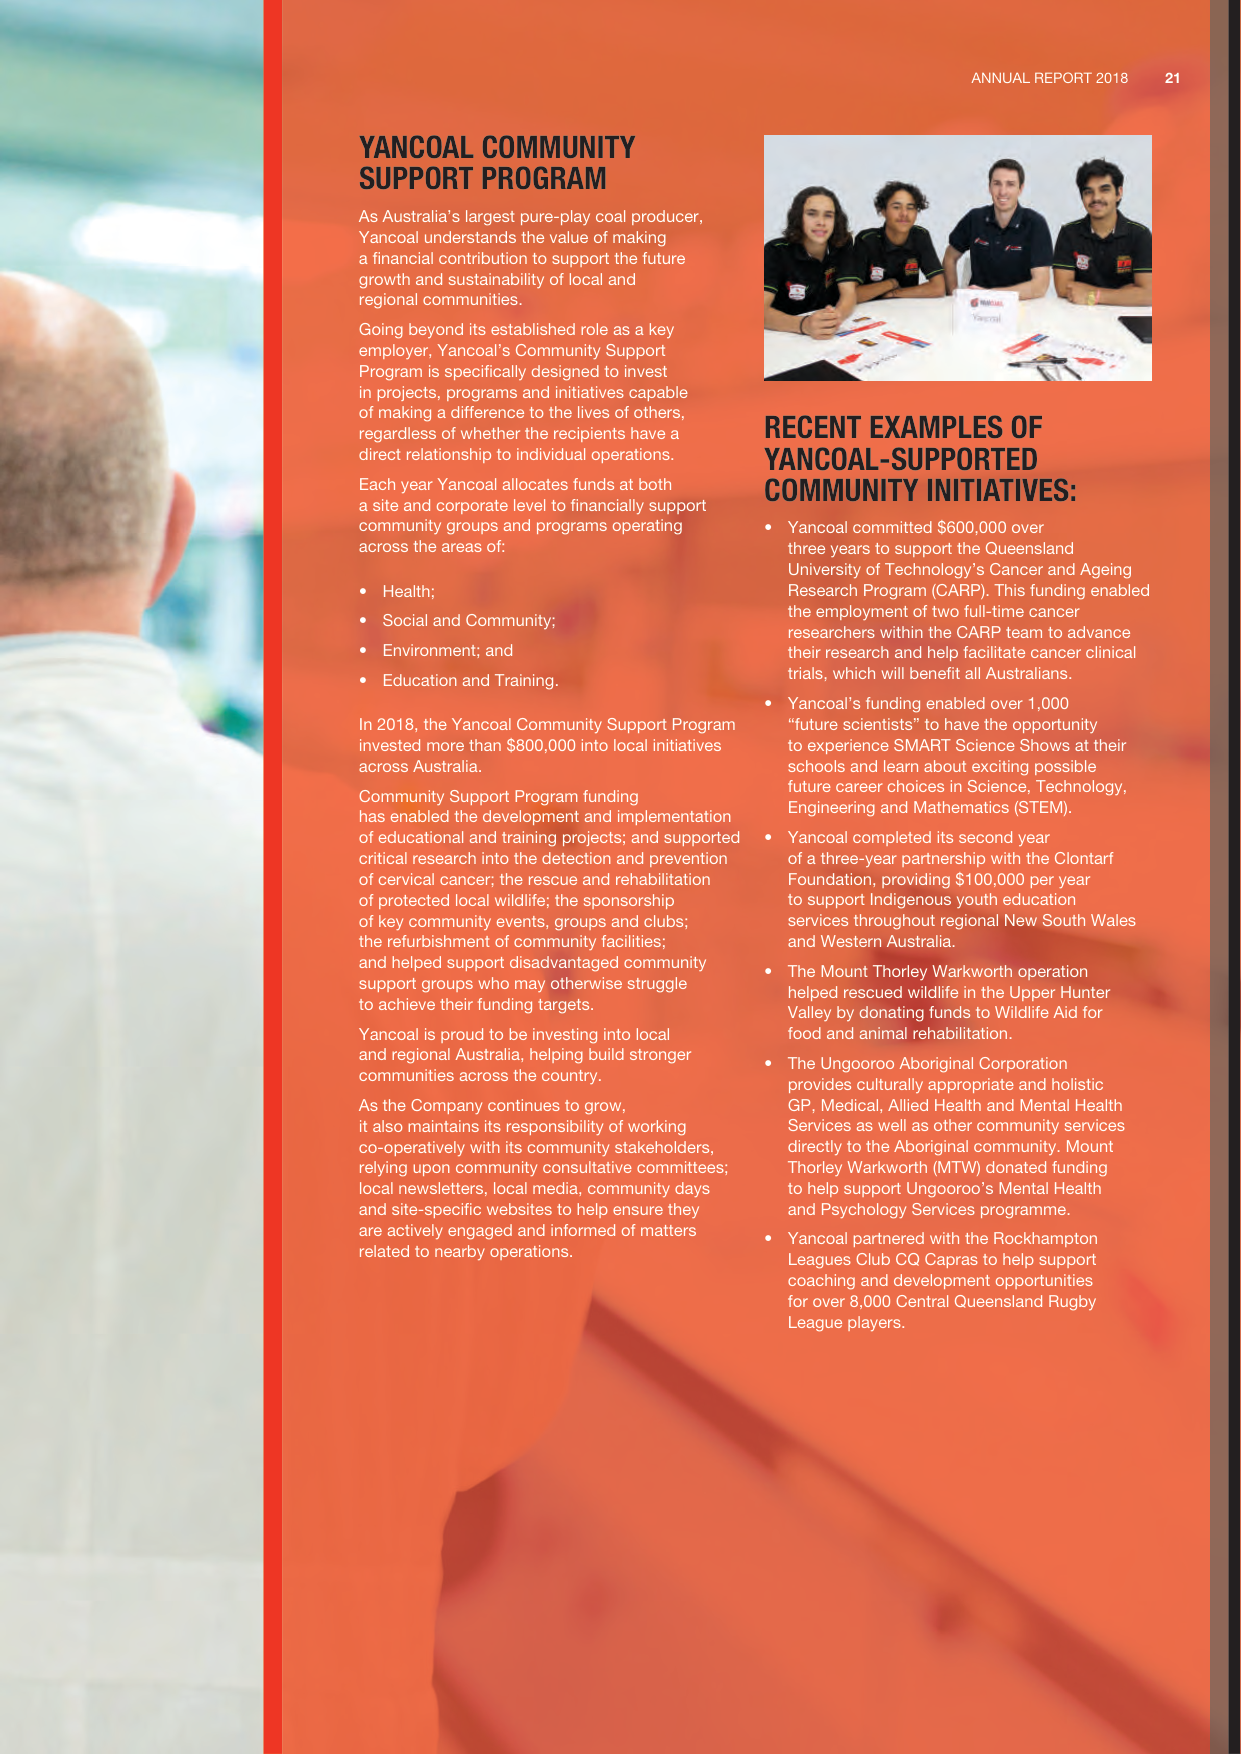 ANNUAL REPORT 2018 21
YANCOAL COMMUNITY
SUPPORT PROGRAM
As Australia's largest pure-play coal producer,
Yancoal understands the value of making
a financial contribution to support the future
growth and sustainability of local and
regional communities.
Going beyond its established role as a key
employer, Yancoal's Community Support
Program is specifically designed to invest
in projects, programs and initiatives capable
of making a difference to the lives of others,
regardless of whether the recipients have a
direct relationship to individual operations.
Each year Yancoal allocates funds at both
a site and corporate level to financially support
community groups and programs operating
across the areas of:
• Health;
• Social and Community;
• Environment; and
• Education and Training.
In 2018, the Yancoal Community Support Program
invested more than $800,000 into local initiatives
across Australia.
Community Support Program funding
has enabled the development and implementation
of educational and training projects; and supported
critical research into the detection and prevention
of cervical cancer; the rescue and rehabilitation
of protected local wildlife; the sponsorship
of key community events, groups and clubs;
the refurbishment of community facilities;
and helped support disadvantaged community
support groups who may otherwise struggle
to achieve their funding targets.
Yancoal is proud to be investing into local
and regional Australia, helping build stronger
communities across the country.
As the Company continues to grow,
it also maintains its responsibility of working
co-operatively with its community stakeholders,
relying upon community consultative committees;
local newsletters, local media, community days
and site-specific websites to help ensure they
are actively engaged and informed of matters
related to nearby operations.
Yancoal
RECENT EXAMPLES OF
YANCOAL-SUPPORTED
COMMUNITY INITIATIVES:
• Yancoal committed $600,000 over
three years to support the Queensland
University of Technology's Cancer and Ageing
Research Program (CARP). This funding enabled
the employment of two full-time cancer
researchers within the CARP team to advance
their research and help facilitate cancer clinical
trials, which will benefit all Australians.
• Yancoal's funding enabled over 1,000
“future scientists” to have the opportunity
to experience SMART Science Shows at their
schools and learn about exciting possible
future career choices in Science, Technology,
Engineering and Mathematics (STEM).
• Yancoal completed its second year
of a three-year partnership with the Clontarf
Foundation, providing $100,000 per year
to support Indigenous youth education
services throughout regional New South Wales
and Western Australia.
• The Mount Thorley Warkworth operation
helped rescued wildlife in the Upper Hunter
Valley by donating funds to Wildlife Aid for
food and animal rehabilitation.
• The Ungooroo Aboriginal Corporation
provides culturally appropriate and holistic
GP, Medical, Allied Health and Mental Health
Services as well as other community services
directly to the Aboriginal community. Mount
Thorley Warkworth (MTW) donated funding
to help support Ungooroo's Mental Health
and Psychology Services programme.
• Yancoal partnered with the Rockhampton
Leagues Club CQ Capras to help support
coaching and development opportunities
for over 8,000 Central Queensland Rugby
League players.